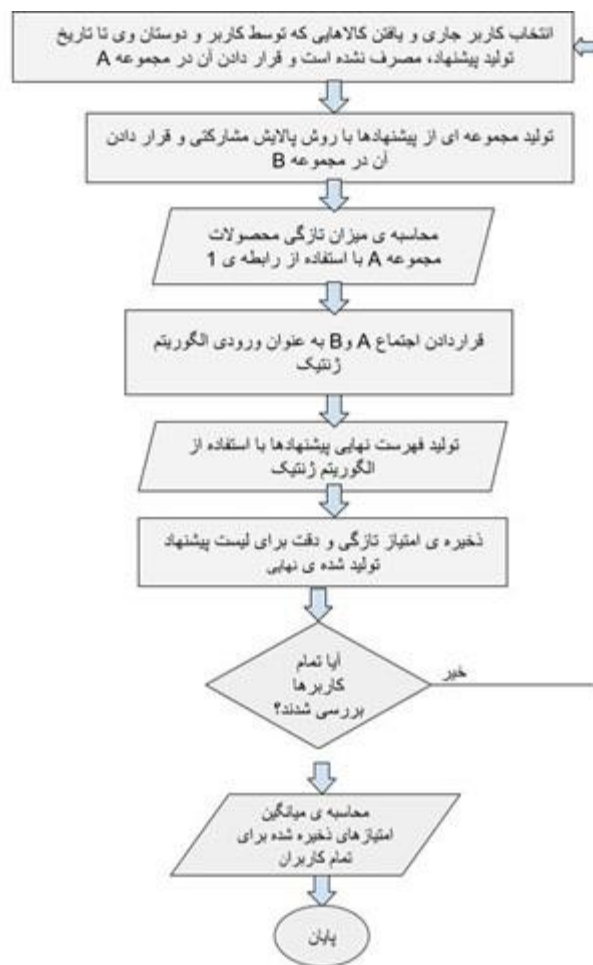 انتخاب کاربر جاری و یافتن کالاهایی که توسط کاربر و دوستان وی تا تاریخ
تولید پیشنهاد، مصرف نشده است و قرار دادن آن در مجموعه A
تولید مجموعه ای از پیشنهادها با روش پالایش مشارکتی و قرار دادن
آن در مجموعه B
محاسبه ی میزان تازگی محصولات
مجموعه A با استفاده از رابطه ی 1
قراردادن اجتماع A و B به عنوان ورودی الگوریتم
ژنتیک
تولید فهرست نهایی پیشنهادها با استفاده از
الگوریتم ژنتیک
ذخیره ی امتیاز تازگی و دقت برای لیست پیشنهاد
تولید شده ی نهایی
آیا تمام
کاربرها
بررسی شدند؟
خیر
محاسبه ی میانگین
امتیازهای ذخیره شده برای
تمام کاربران
پایان